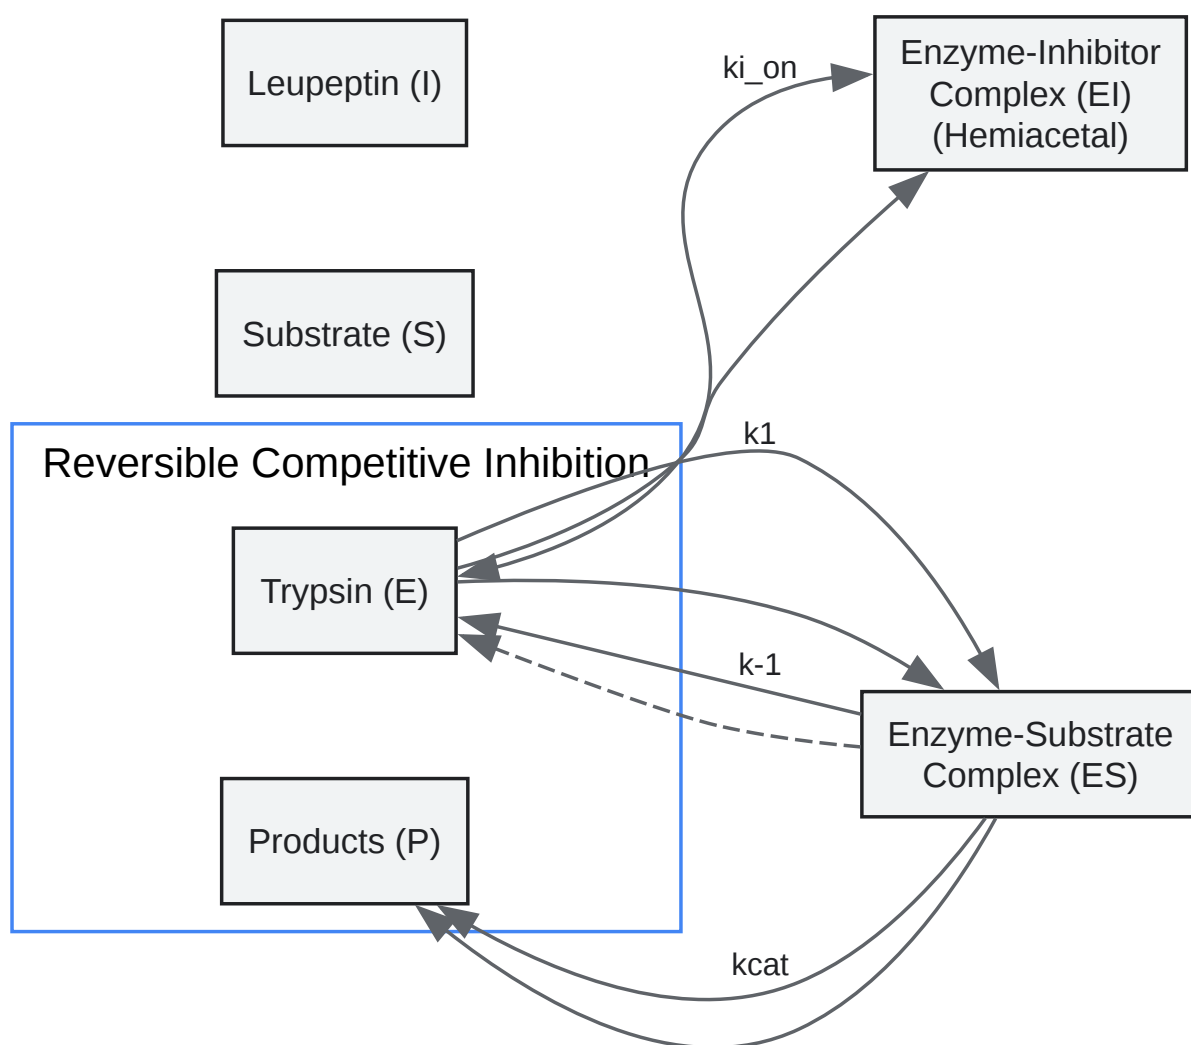 Leupeptin (I)
ki_on
Enzyme-Inhibitor
Complex (EI)
(Hemiacetal)
Substrate (S)
k1
Reversible Competitive Inhibition
Trypsin (E)
k-1
Enzyme-Substrate
Complex (ES)
Products (P)
kcat